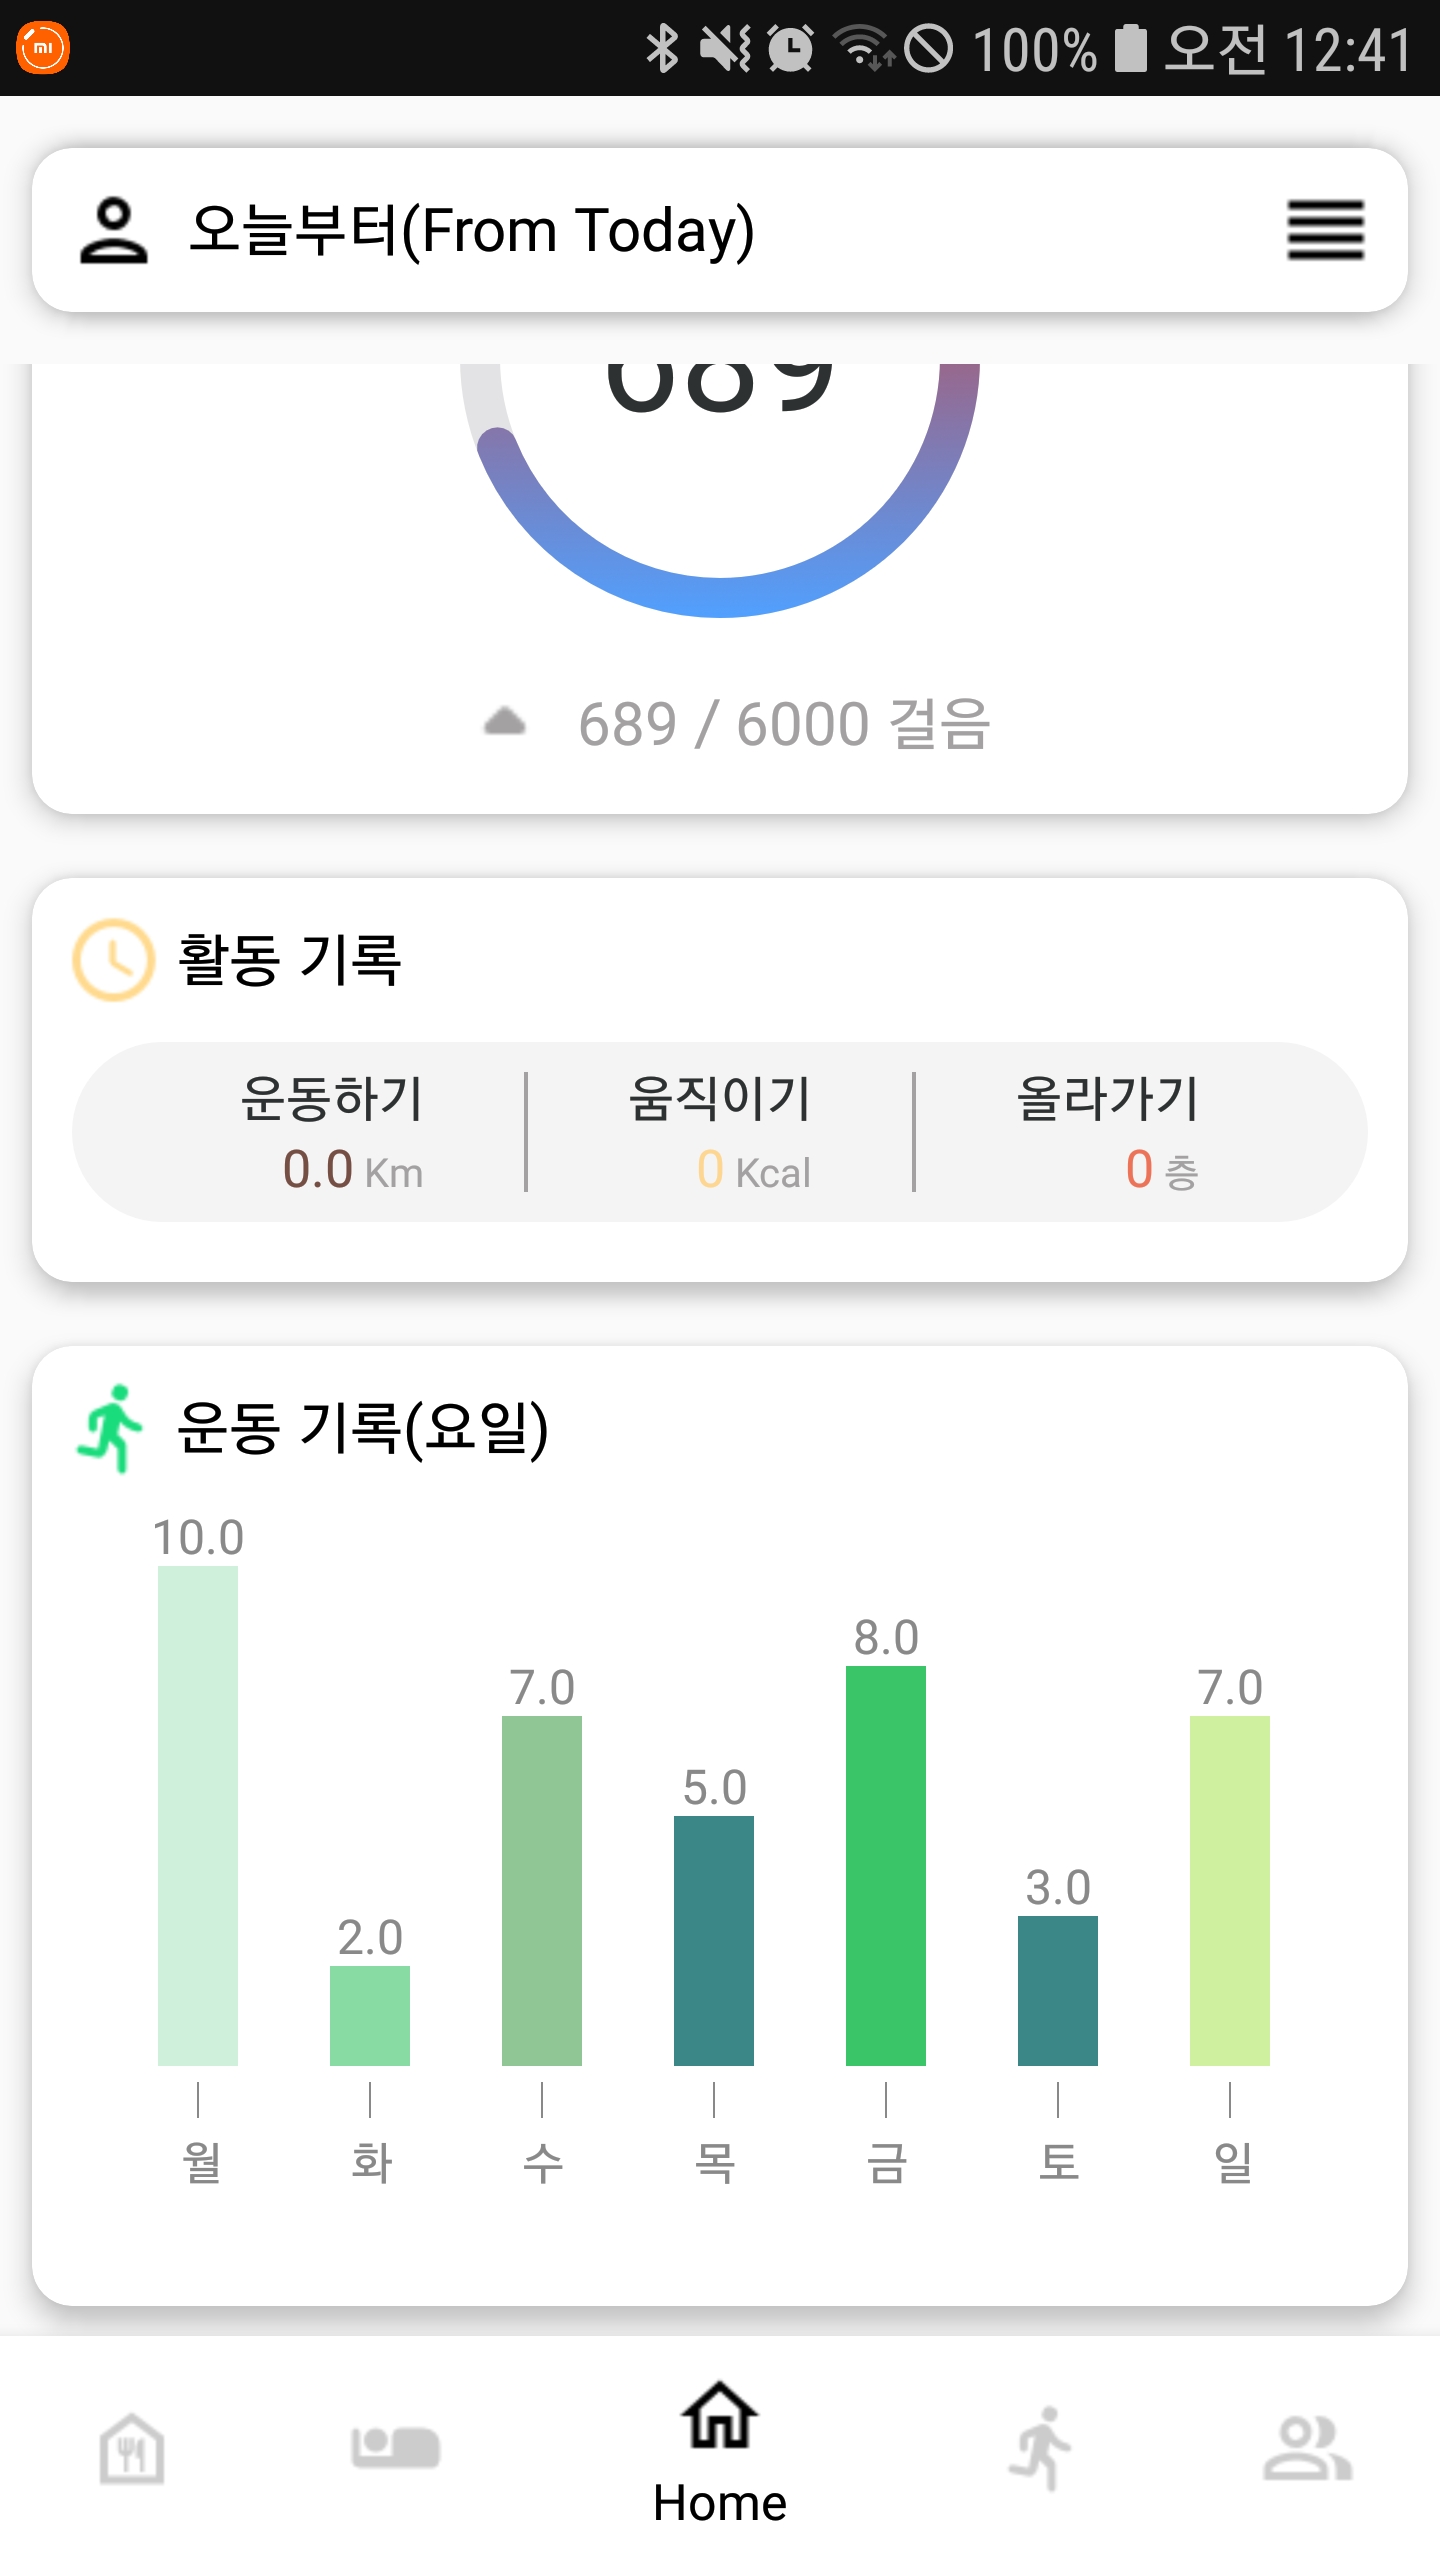 100% 오전 12:41
오늘부터(From Today)
689
689 / 6000 걸음
활동 기록
운동하기 움직이기 올라가기
0.0 Km 0 Kcal 0 층
운동 기록(요일)
10.0 2.0 7.0 5.0 8.0 3.0 7.0
월 화 수 목 금 토 일
Home